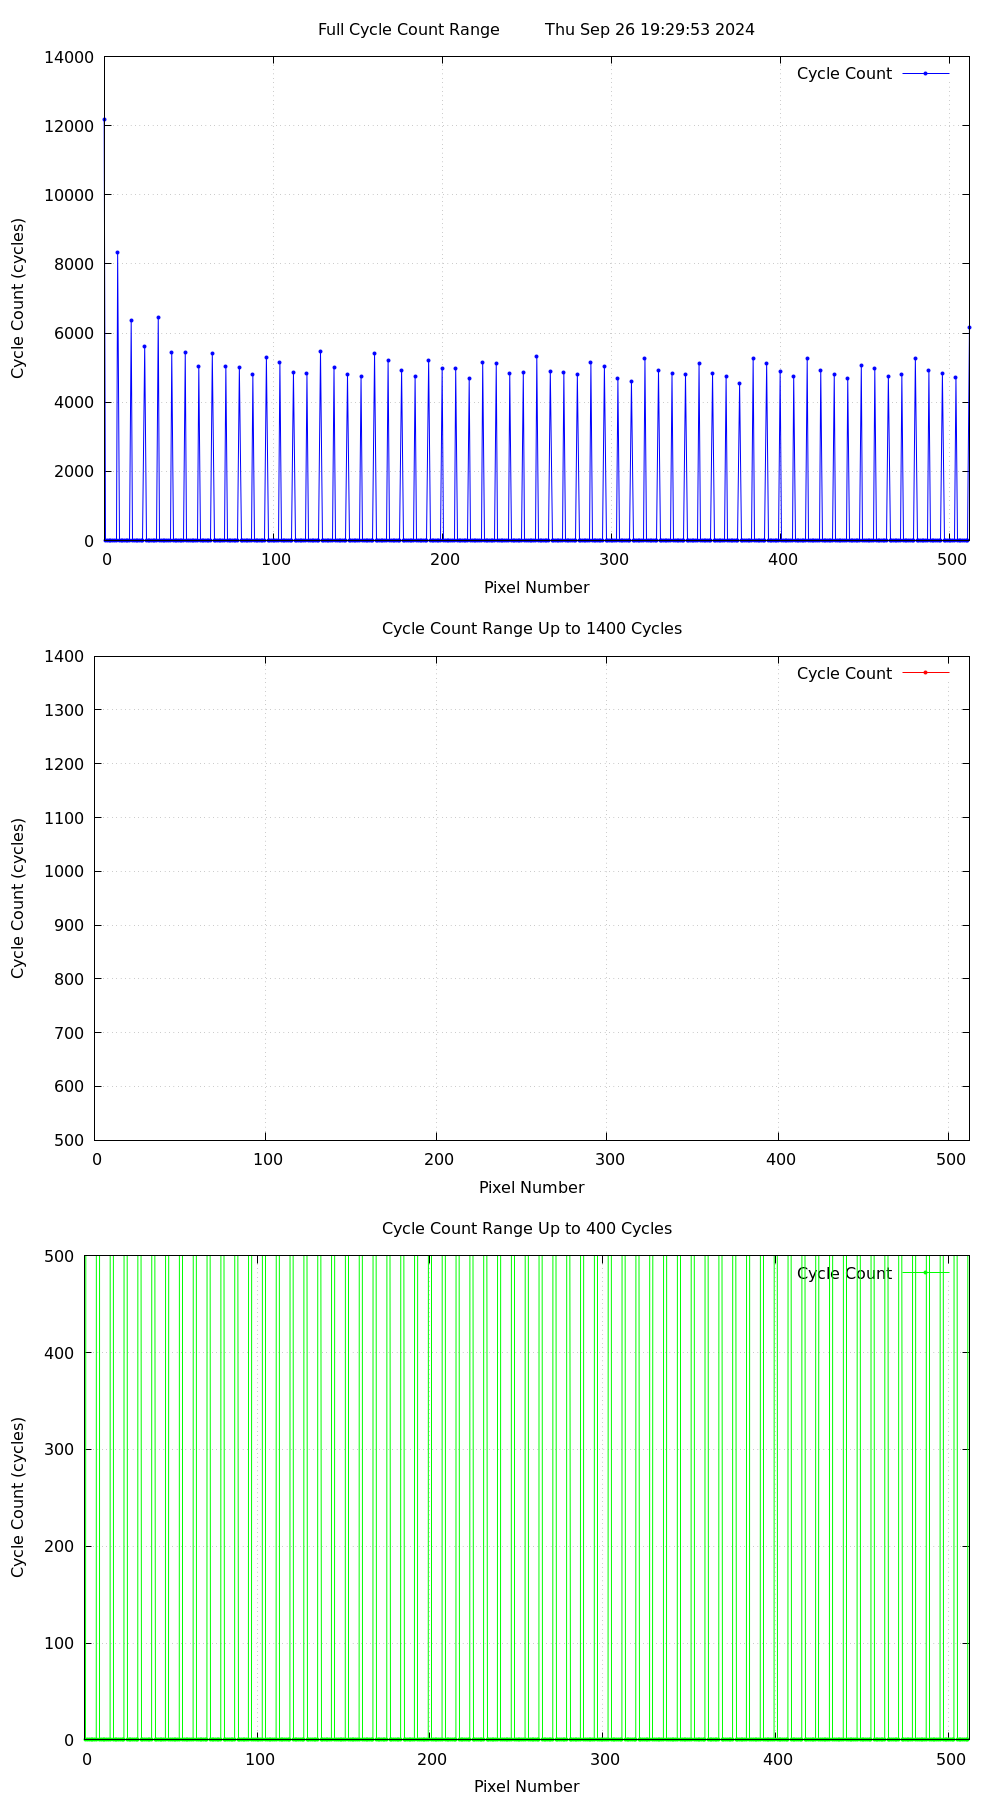 Full Cycle Count Range Thu Sep 26 19:29:53 2024
14000
Cycle Count
12000
10000
8000
6000
4000
2000
0
Cycle Count (cycles)
0 100 200 300 400 500
Pixel Number
Cycle Count Range Up to 1400 Cycles
1400
Cycle Count
1300
1200
1100
1000
900
800
700
600
500
Cycle Count (cycles)
0 100 200 300 400 500
Pixel Number
Cycle Count Range Up to 400 Cycles
500
Cycle Count
400
300
200
100
0
Cycle Count (cycles)
0 100 200 300 400 500
Pixel Number